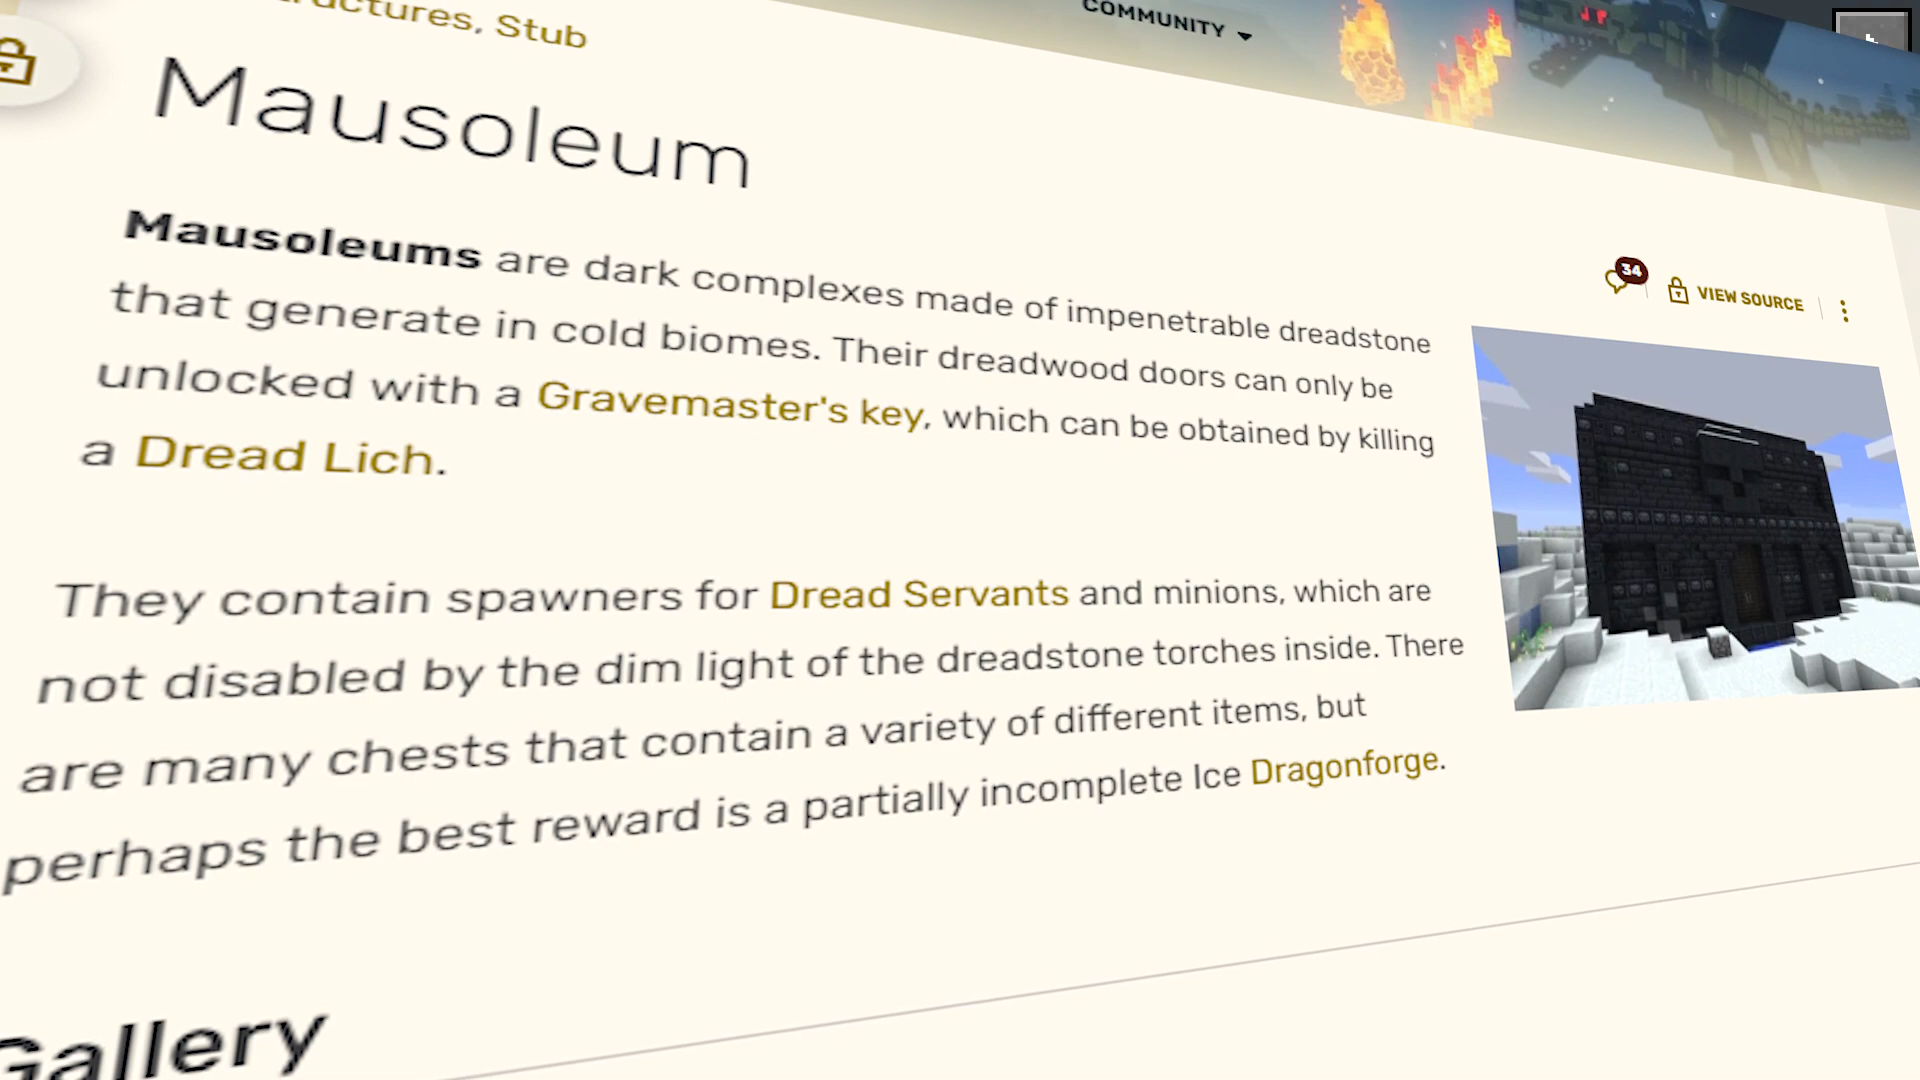 Stub
COMMUNITY
Mausoleum
Mausoleums are dark complexes made of impenetrable dreadstone
that generate in cold biomes. Their dreadwood doors can only be
unlocked with a Gravemaster's key, which can be obtained by killing
a Dread Lich.
34
VIEW SOURCE
They contain spawners for Dread Servants and minions, which are
not disabled by the dim light of the dreadstone torches inside. There
are many chests that contain a variety of different items, but
perhaps the best reward is a partially incomplete Ice Dragonforge.
Gallery